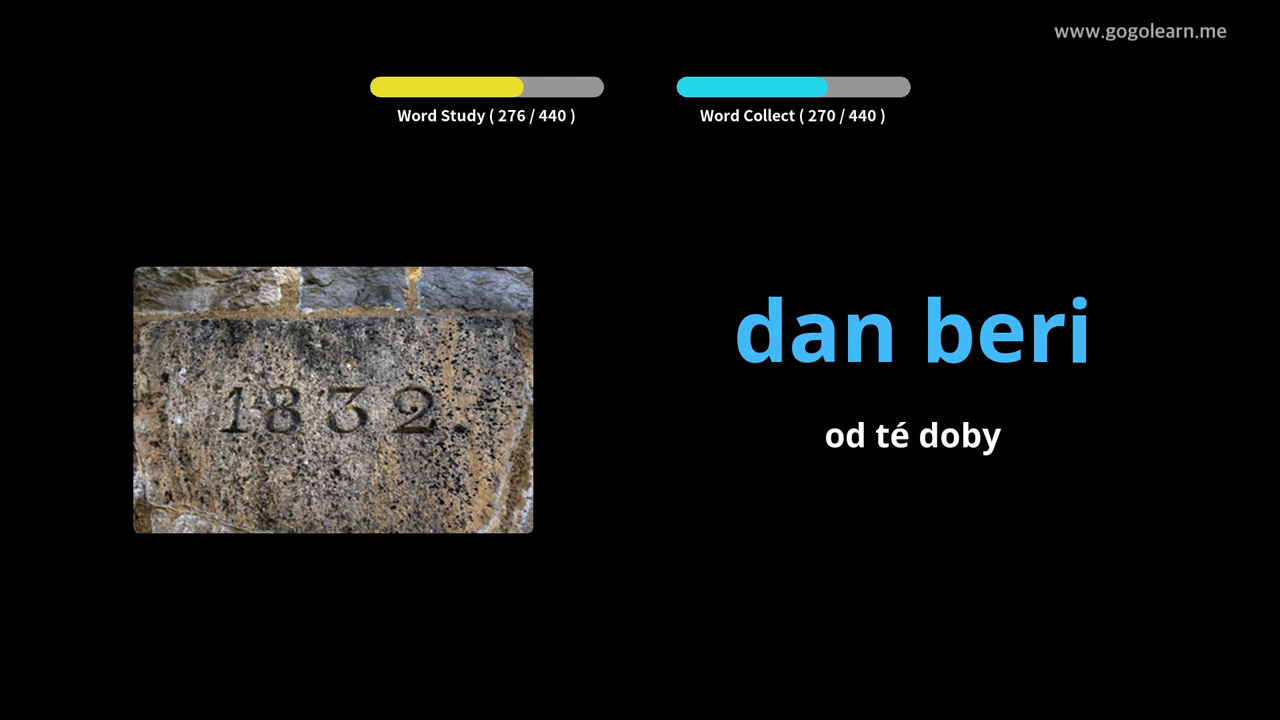 www.gogolearn.me
Word Study ( 276 / 440 )
Word Collect ( 270 / 440 )
1832.
dan beri
od té doby